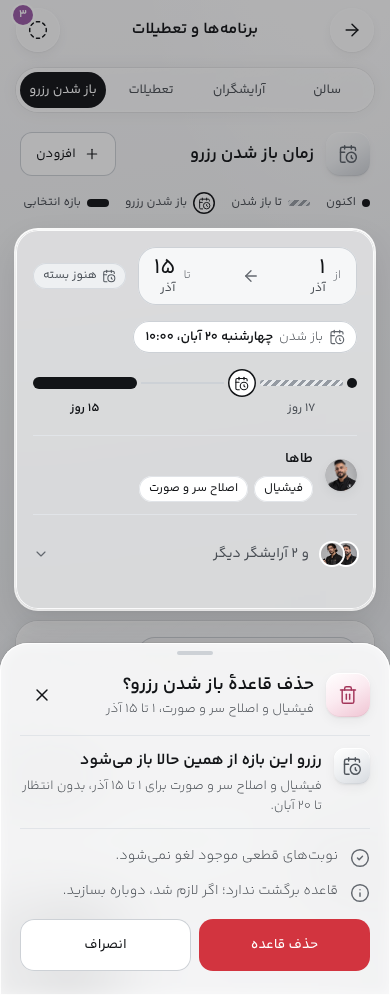 برنامه‌ها و تعطیلات
۳
سالن
آرایشگران
تعطیلات
باز شدن رزرو
زمان باز شدن رزرو
افزودن
اکنون
تا باز شدن
باز شدن رزرو
بازه انتخابی
از
۱
آذر
تا
۱۵
آذر
هنوز بسته
باز شدن چهارشنبه ۲۰ آبان، ۱۰:۰۰
۱۷ روز
۱۵ روز
طاها
فیشیال
اصلاح سر و صورت
و ۲ آرایشگر دیگر
حذف قاعدهٔ باز شدن رزرو؟
فیشیال و اصلاح سر و صورت، ۱ تا ۱۵ آذر
رزرو این بازه از همین حالا باز می‌شود
فیشیال و اصلاح سر و صورت برای ۱ تا ۱۵ آذر، بدون انتظار
تا ۲۰ آبان.
نوبت‌های قطعی موجود لغو نمی‌شود.
قاعده برگشت ندارد؛ اگر لازم شد، دوباره بسازید.
حذف قاعده
انصراف